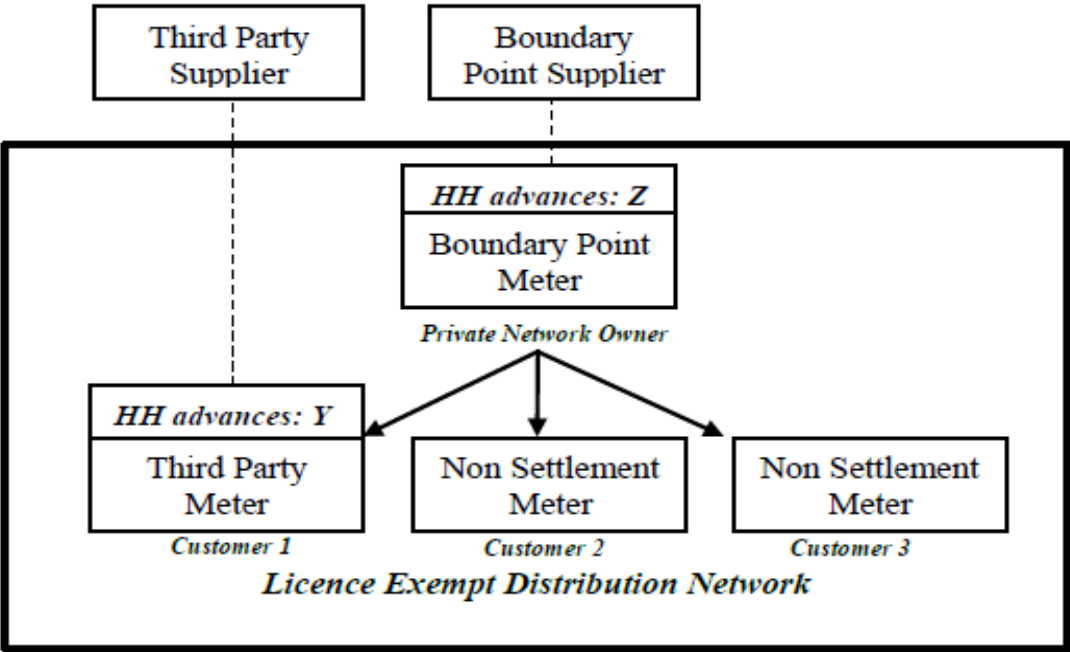 Third Party
Supplier
Boundary
Point Supplier
HH advances: Z
Boundary Point
Meter
Private Network Owner
HH advances: Y
Third Party
Meter
Customer 1
Non Settlement
Meter
Customer 2
Non Settlement
Meter
Customer 3
Licence Exempt Distribution Network